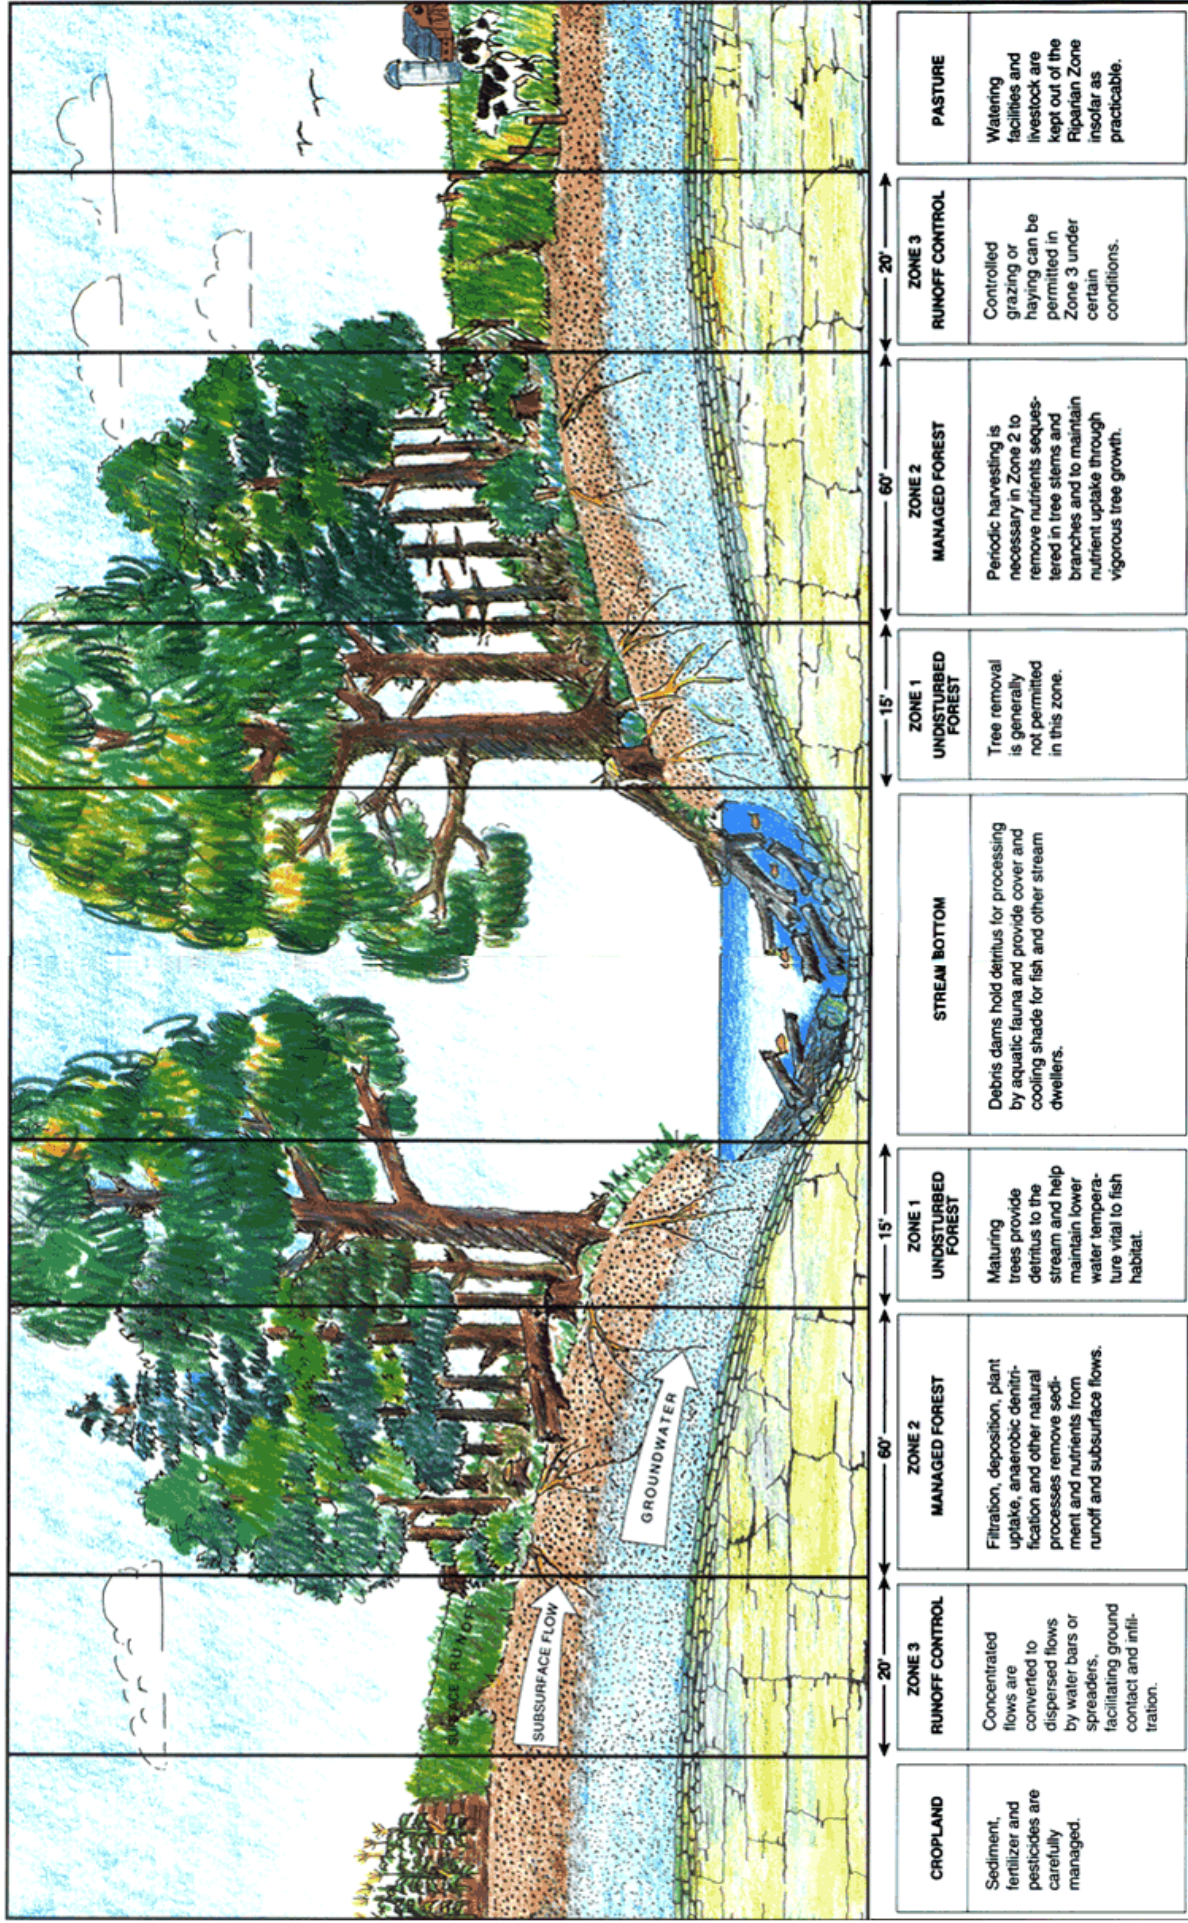 SURFACE RUNOFF
SUBSURFACE FLOW
GROUNDWATER
20'
60'
15'
15'
60'
20'
CROPLAND
Sediment,
fertilizer and
pesticides are
carefully
managed.
ZONE 3
RUNOFF CONTROL
Concentrated
flows are
converted to
dispersed flows
by water bars or
spreaders,
facilitating ground
contact and infil-
tration.
ZONE 2
MANAGED FOREST
Filtration, deposition, plant
uptake, anaerobic denitri-
fication and other natural
processes remove sedi-
ment and nutrients from
runoff and subsurface flows.
ZONE 1
UNDISTURBED
FOREST
Maturing
trees provide
detritus to the
stream and help
maintain lower
water tempera-
ture vital to fish
habitat.
STREAM BOTTOM
Debris dams hold detritus for processing
by aquatic fauna and provide cover and
cooling shade for fish and other stream
dwellers.
ZONE 1
UNDISTURBED
FOREST
Tree removal
is generally
not permitted
in this zone.
ZONE 2
MANAGED FOREST
Periodic harvesting is
necessary in Zone 2 to
remove nutrients seques-
tered in tree stems and
branches and to maintain
nutrient uptake through
vigorous tree growth.
ZONE 3
RUNOFF CONTROL
Controlled
grazing or
haying can be
permitted in
Zone 3 under
certain
conditions.
PASTURE
Watering
facilities and
livestock are
kept out of the
Riparian Zone
insofar as
practicable.